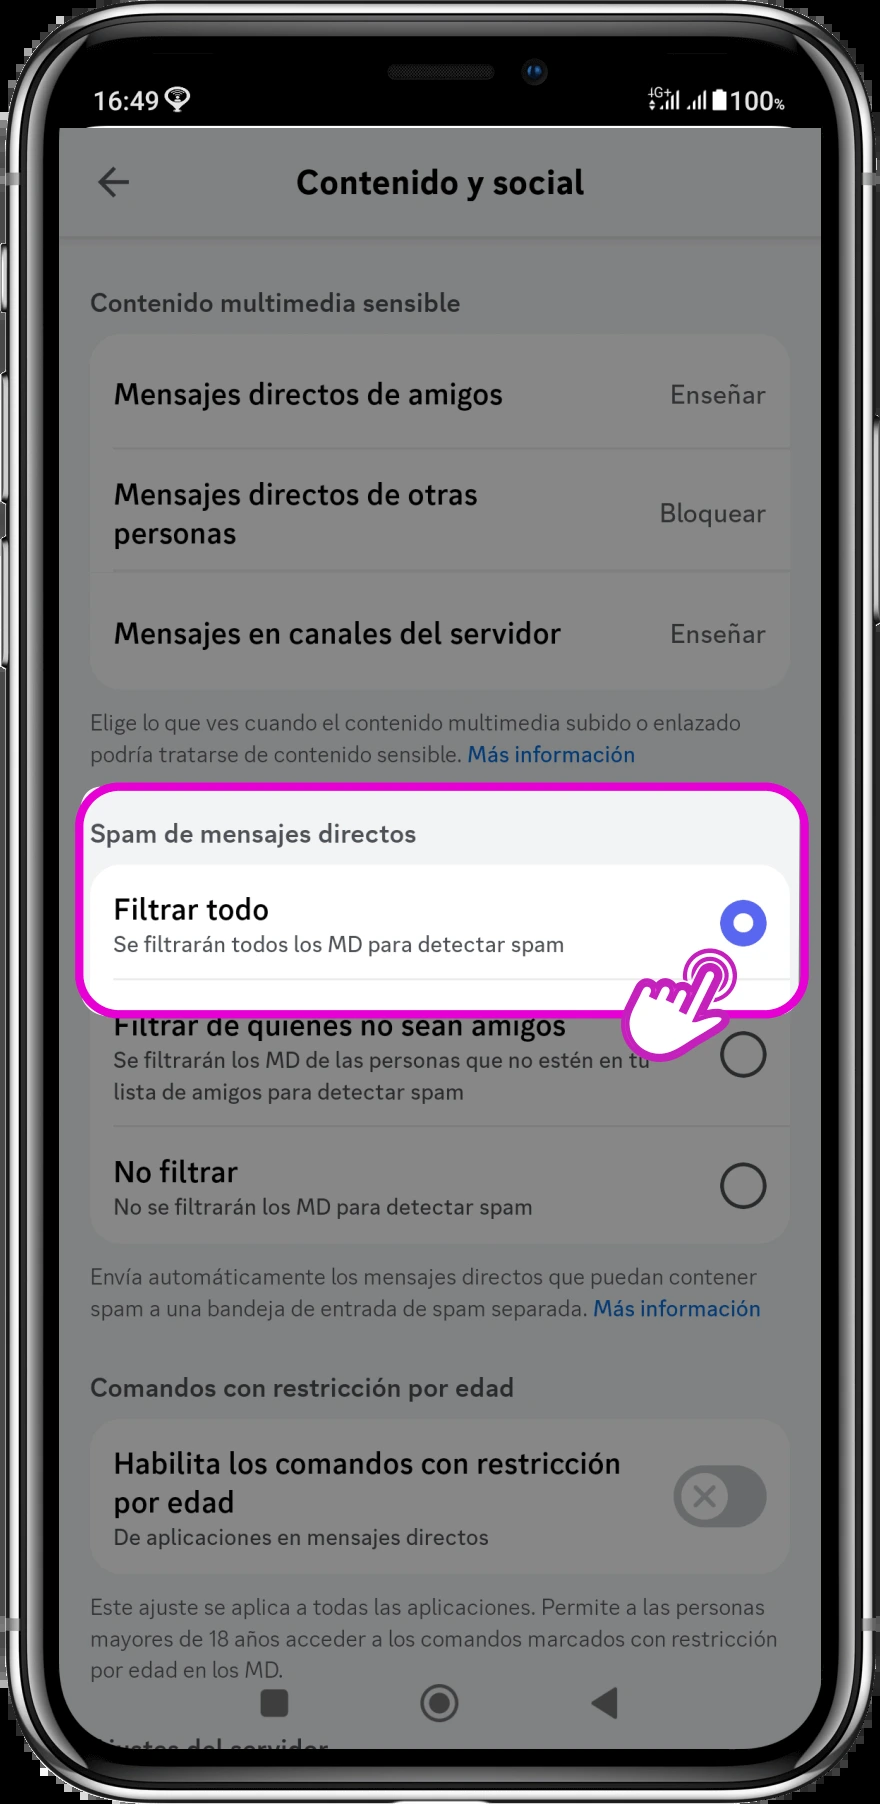 16:49
4G+ 100%
Contenido y social
Contenido multimedia sensible
Mensajes directos de amigos
Enseñar
Mensajes directos de otras
personas
Bloquear
Mensajes en canales del servidor
Enseñar
Elige lo que ves cuando el contenido multimedia subido o enlazado
podría tratarse de contenido sensible. Más información
Spam de mensajes directos
Filtrar todo
Se filtrarán todos los MD para detectar spam
Filtrar de quienes no sean amigos
Se filtrarán los MD de las personas que no estén en tu
lista de amigos para detectar spam
No filtrar
No se filtrarán los MD para detectar spam
Envía automáticamente los mensajes directos que puedan contener
spam a una bandeja de entrada de spam separada. Más información
Comandos con restricción por edad
Habilita los comandos con restricción
por edad
De aplicaciones en mensajes directos
Este ajuste se aplica a todas las aplicaciones. Permite a las personas
mayores de 18 años acceder a los comandos marcados con restricción
por edad en los MD.
del servidor